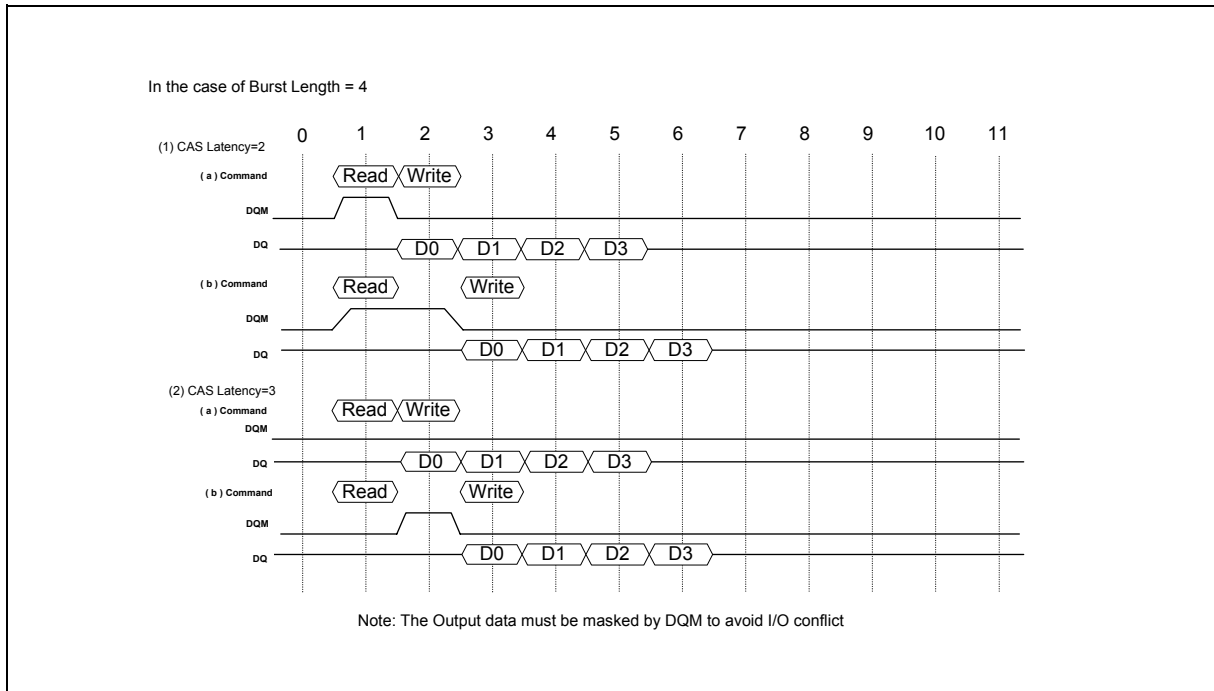 In the case of Burst Length = 4
0 1 2 3 4 5 6 7 8 9 10 11
(1) CAS Latency=2
( a ) Command Read Write
DQM
DQ D0 D1 D2 D3
( b ) Command Read Write
DQM
DQ D0 D1 D2 D3
(2) CAS Latency=3
( a ) Command Read Write
DQM
DQ D0 D1 D2 D3
( b ) Command Read Write
DQM
DQ D0 D1 D2 D3
Note: The Output data must be masked by DQM to avoid I/O conflict